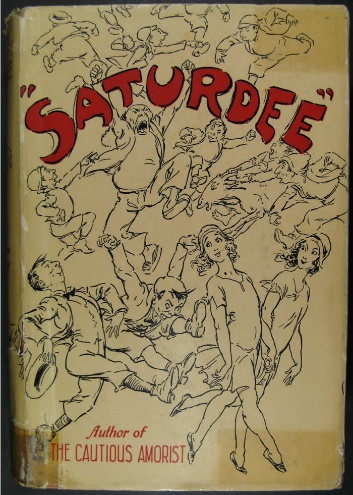 "SATURDEE"
Author of
THE CAUTIOUS AMORIST